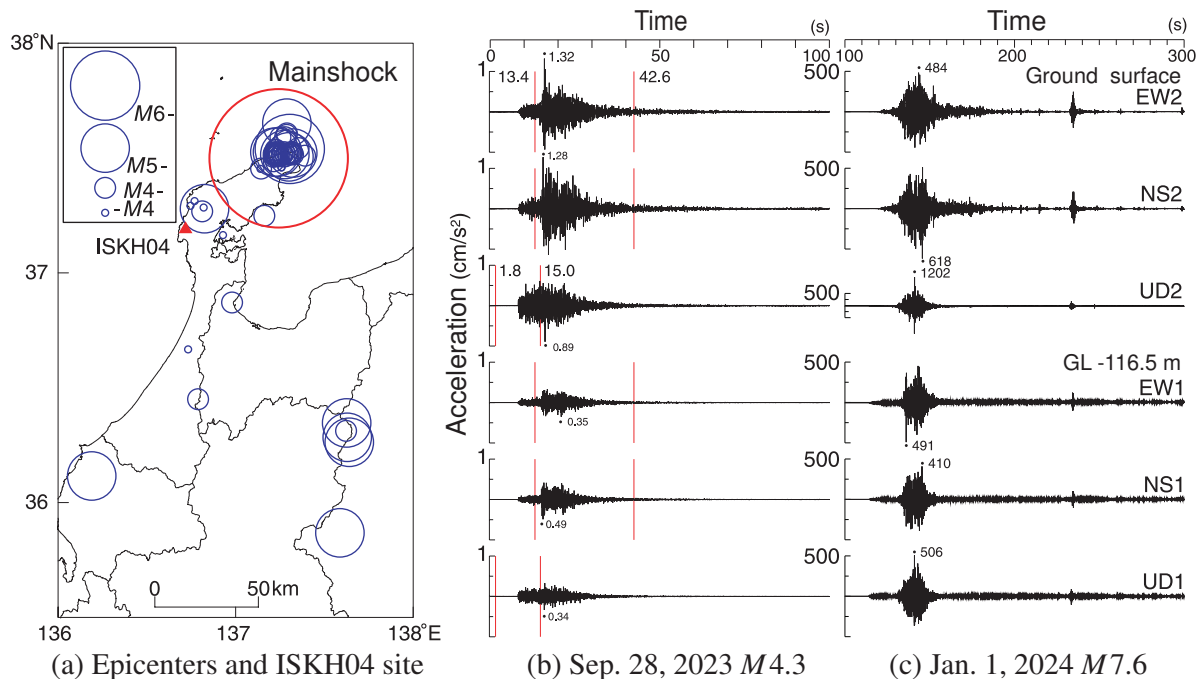 38°N
Mainshock
M6-
M5-
M4-
-M4
ISKH04
37
36
0
50km
136
137
138°E
(a) Epicenters and ISKH04 site
Time
(s)
0
50
100
Acceleration (cm/s²)
1
13.4
1.32
42.6
1
1.28
1
1.8
15.0
0.89
1
0.35
1
0.49
1
0.34
(b) Sep. 28, 2023 M4.3
Time
(s)
100
200
300
500
484
Ground surface
EW2
500
NS2
618
1202
500
UD2
GL -116.5 m
500
EW1
491
500
410
NS1
500
506
UD1
(c) Jan. 1, 2024 M7.6